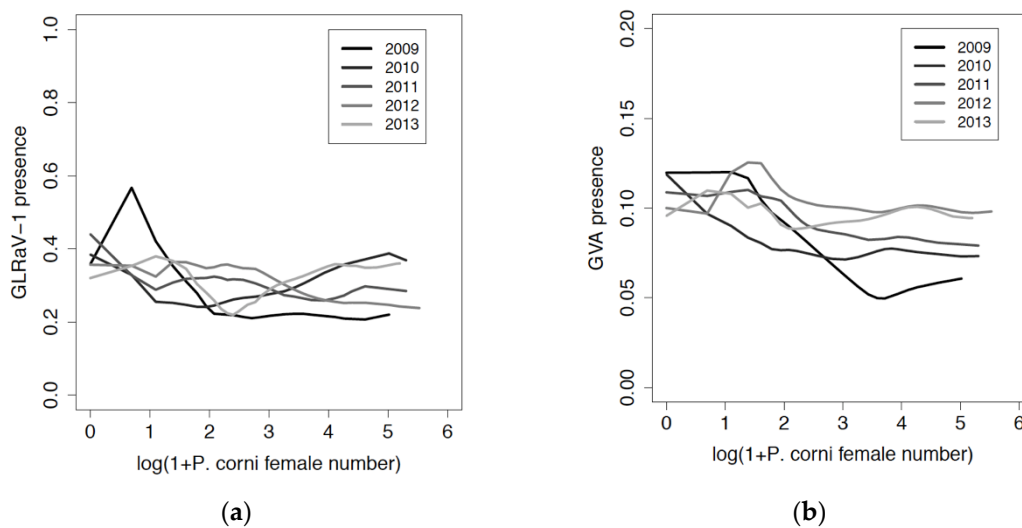 GLRaV-1 presence
1.0
0.8
0.6
0.4
0.2
0.0
2009
2010
2011
2012
2013
0 1 2 3 4 5 6
log(1+P. corni female number)
(a)
GVA presence
0.20
0.15
0.10
0.05
0.00
2009
2010
2011
2012
2013
0 1 2 3 4 5 6
log(1+P. corni female number)
(b)